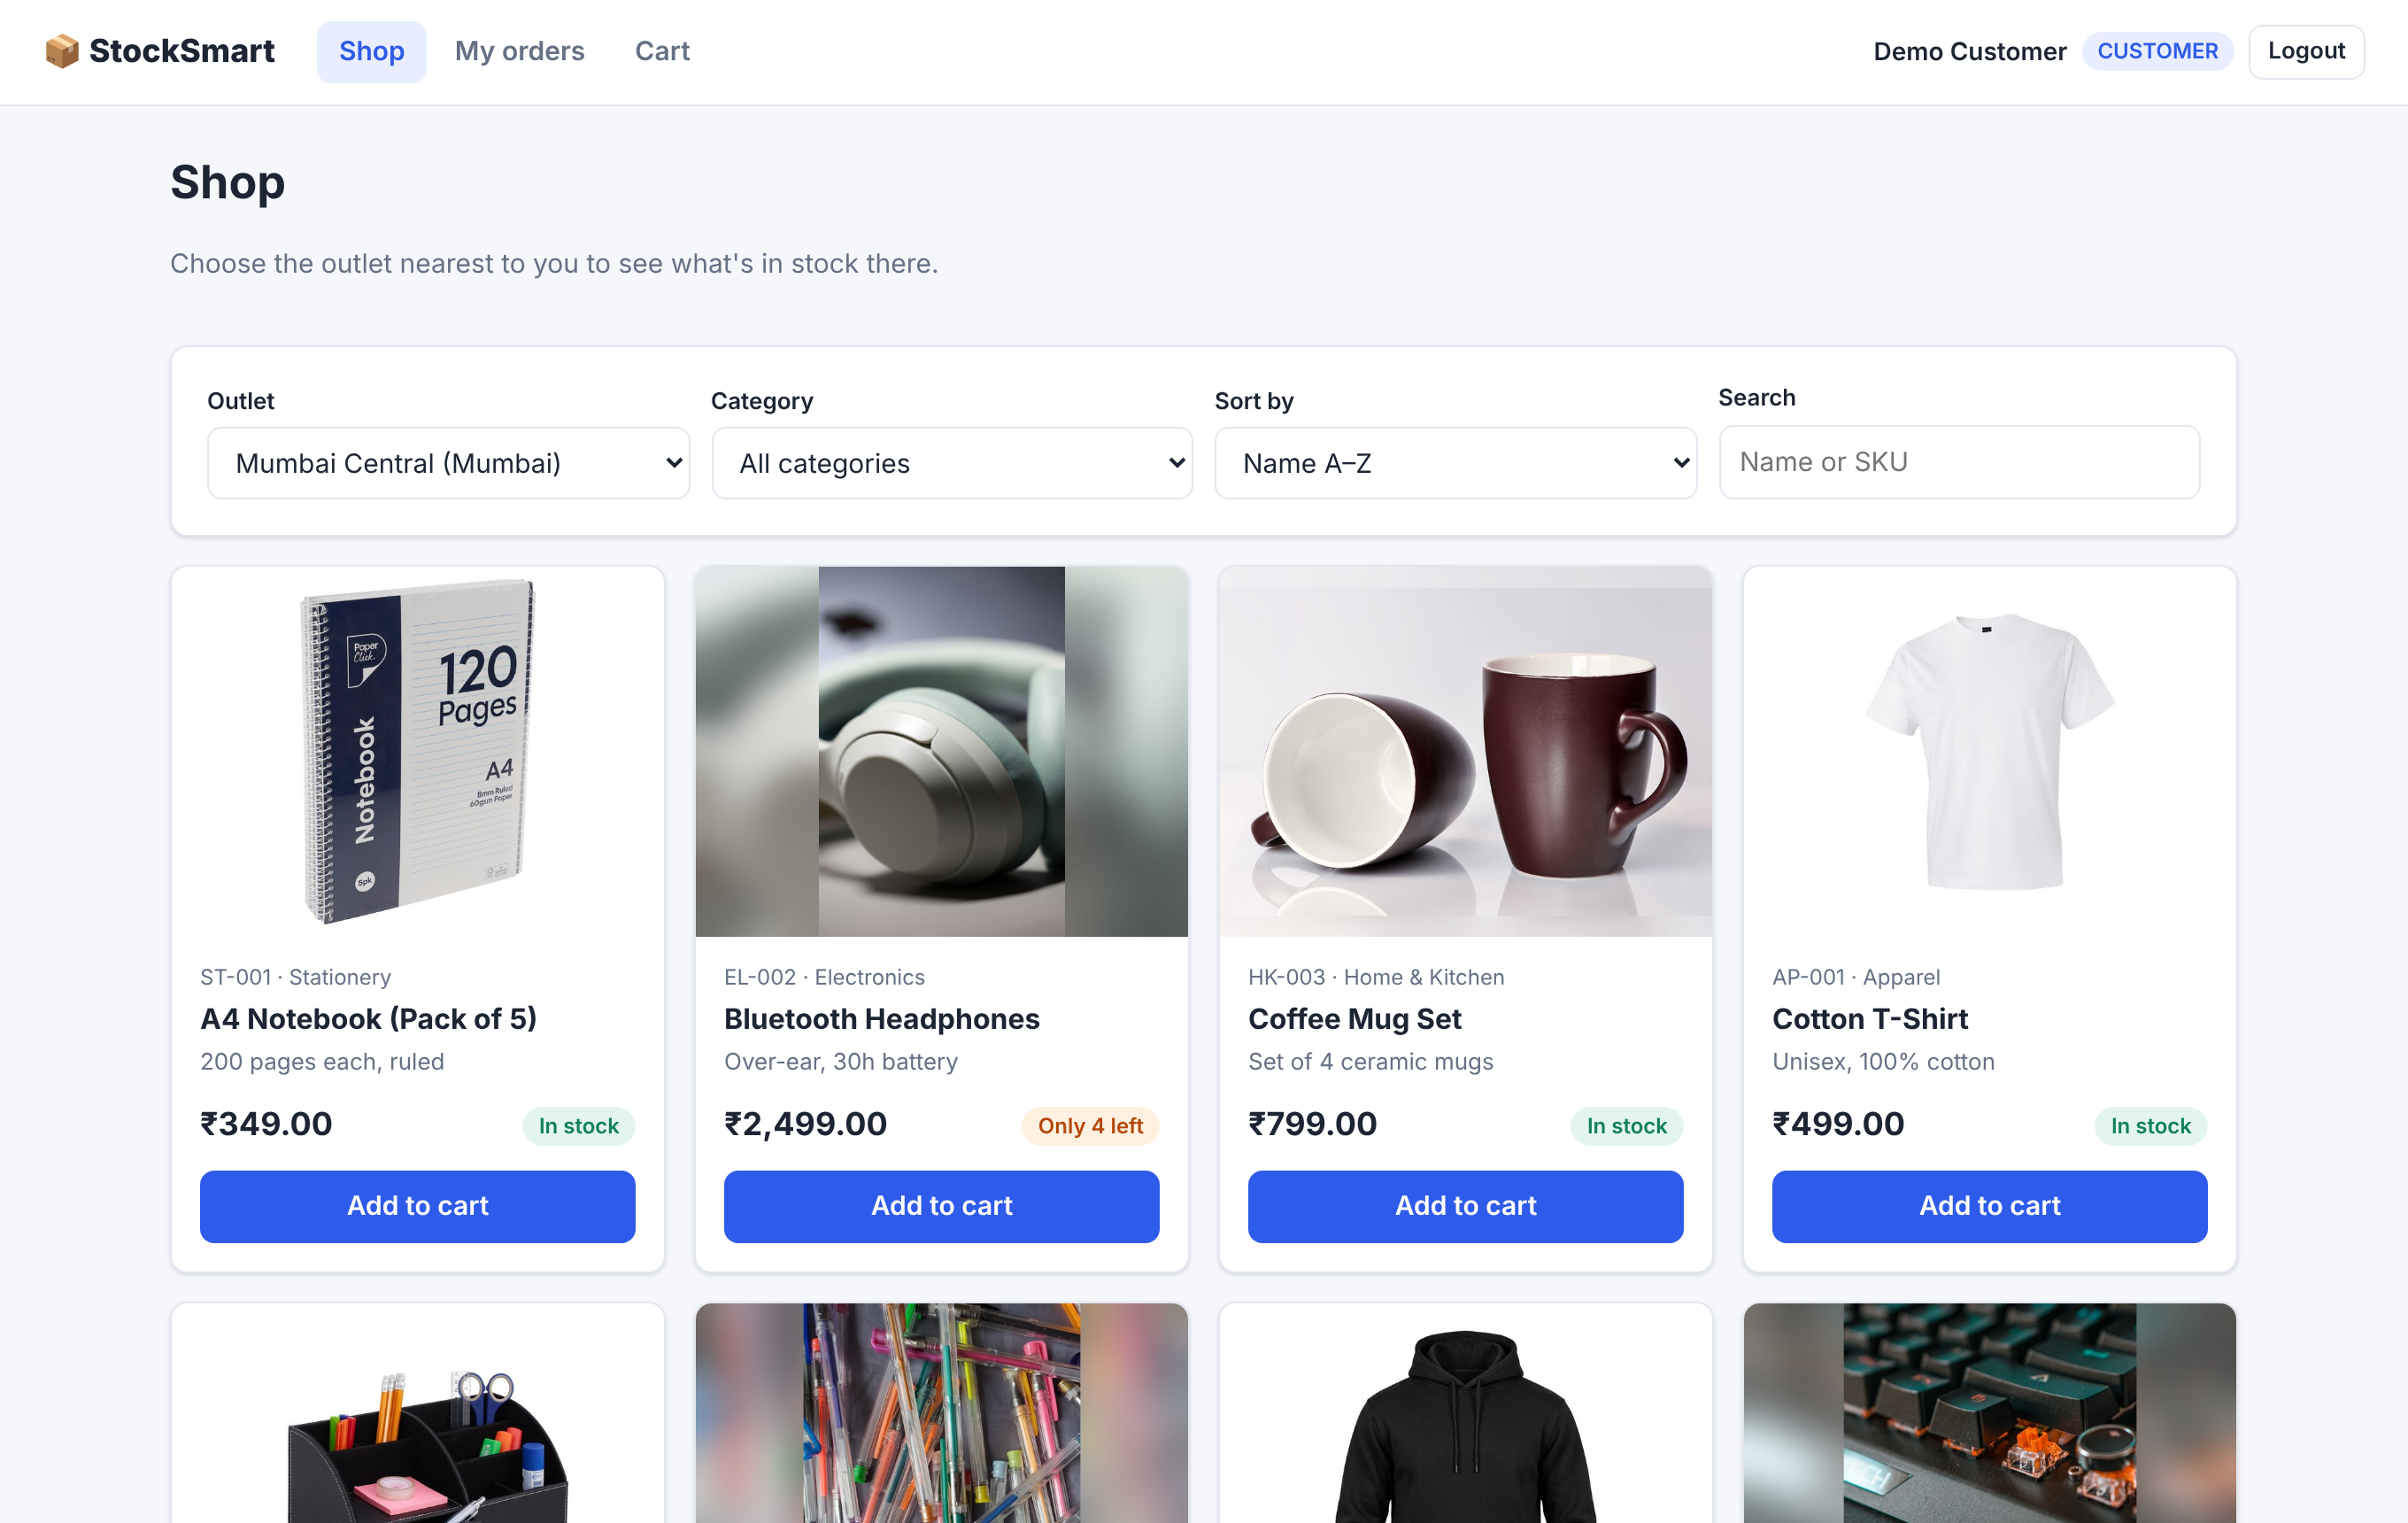 StockSmart
Shop
My orders
Cart
Demo Customer
CUSTOMER
Logout
Shop
Choose the outlet nearest to you to see what's in stock there.
Outlet
Category
Sort by
Search
Mumbai Central (Mumbai)
All categories
Name A–Z
Name or SKU
Paper
Click.
120
Pages
Notebook
A4
8mm Ruled
60gsm Paper
5pk
ST-001 · Stationery
A4 Notebook (Pack of 5)
200 pages each, ruled
₹349.00
In stock
Add to cart
EL-002 · Electronics
Bluetooth Headphones
Over-ear, 30h battery
₹2,499.00
Only 4 left
Add to cart
HK-003 · Home & Kitchen
Coffee Mug Set
Set of 4 ceramic mugs
₹799.00
In stock
Add to cart
AP-001 · Apparel
Cotton T-Shirt
Unisex, 100% cotton
₹499.00
In stock
Add to cart